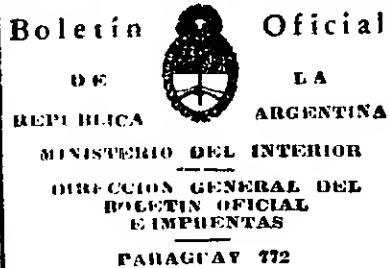 Boletín Oficial
DE LA
REPUBLICA ARGENTINA
MINISTERIO DEL INTERIOR
DIRECCION GENERAL DEL
BOLETIN OFICIAL
E IMPRENTAS
PARAGUAY 772